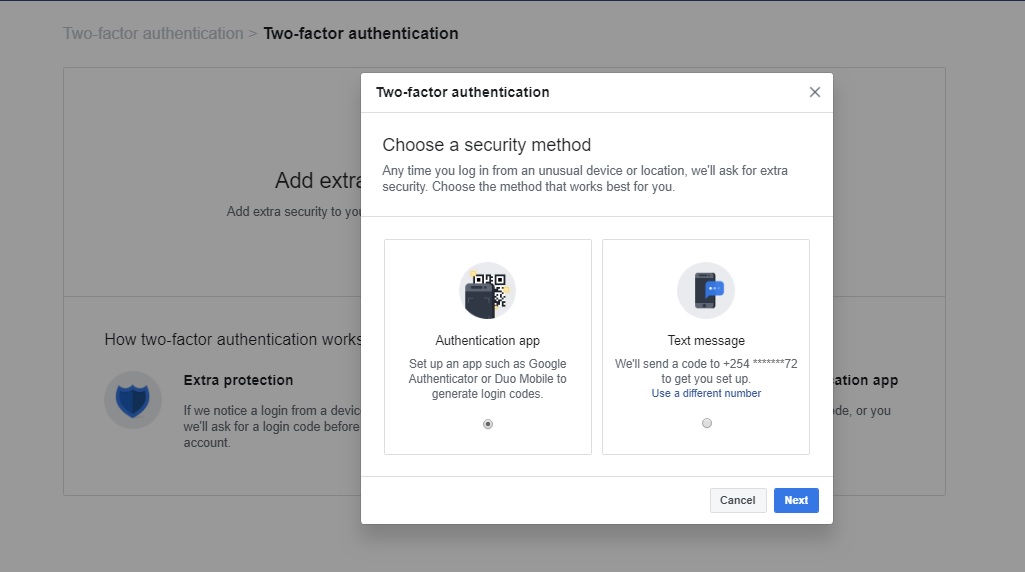 Two-factor authentication > Two-factor authentication
Two-factor authentication
Choose a security method
Any time you log in from an unusual device or location, we'll ask for extra
security. Choose the method that works best for you.
Add extra
Add extra security to you
Authentication app
Set up an app such as Google
Authenticator or Duo Mobile to
generate login codes.
Text message
We'll send a code to +254 *******72
to get you set up.
Use a different number
How two-factor authentication works
Extra protection
If we notice a login from a devic
we'll ask for a login code before
account.
ation app
de, or you
Cancel
Next